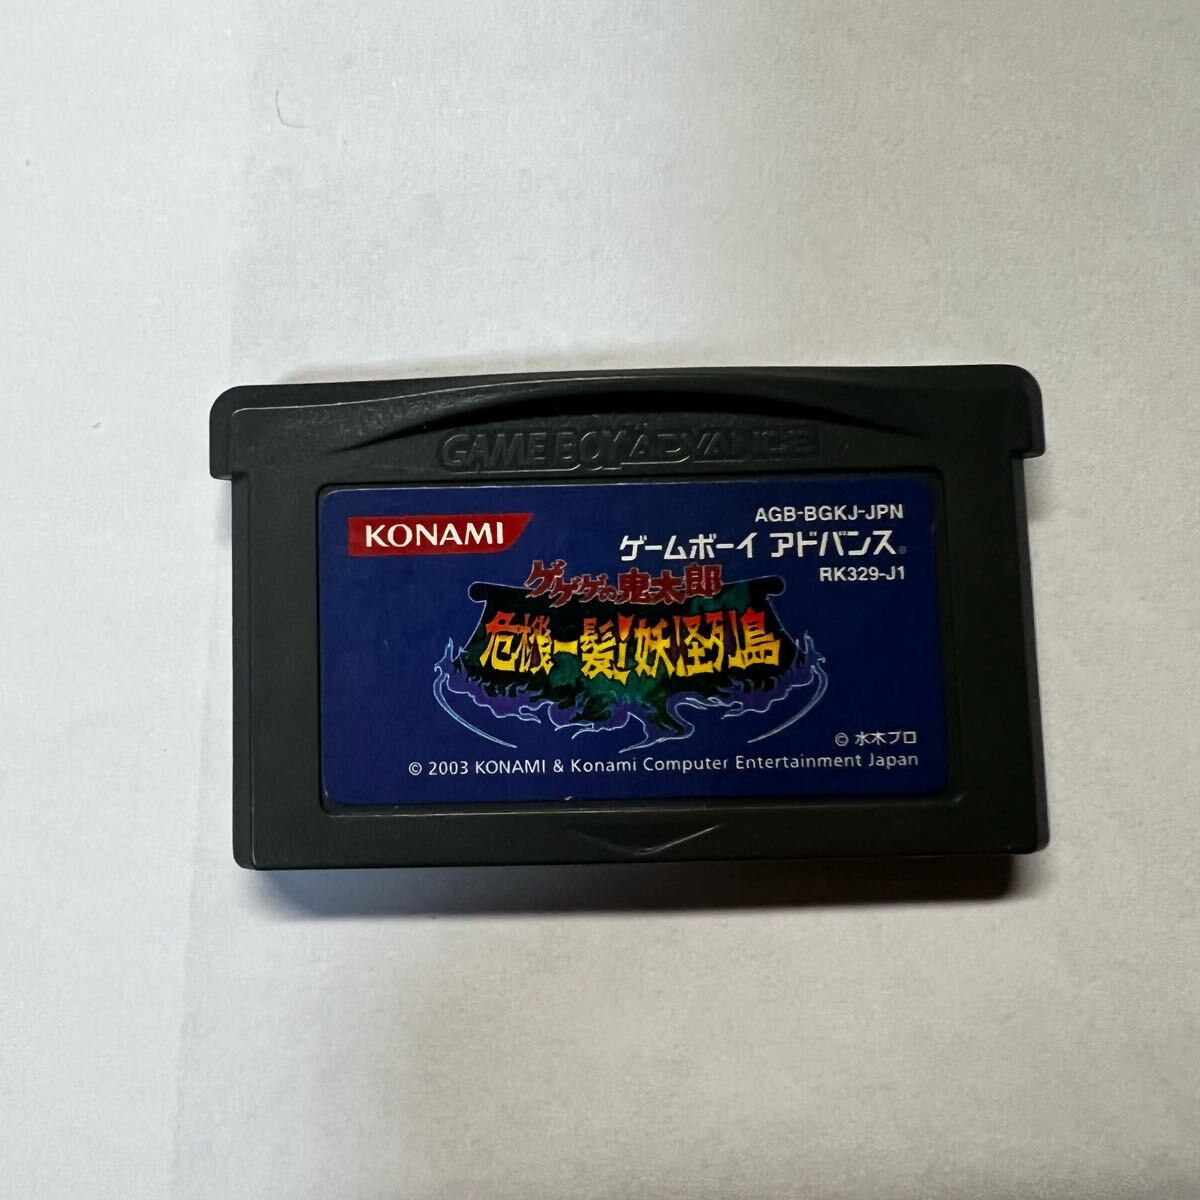 GAME BOY ADVANCE
KONAMI
AGB-BGKJ-JPN
ゲームボーイ アドバンス®
RK329-J1
ゲゲゲの鬼太郎
危機一髪!妖怪列島
© 水木プロ
© 2003 KONAMI & Konami Computer Entertainment Japan